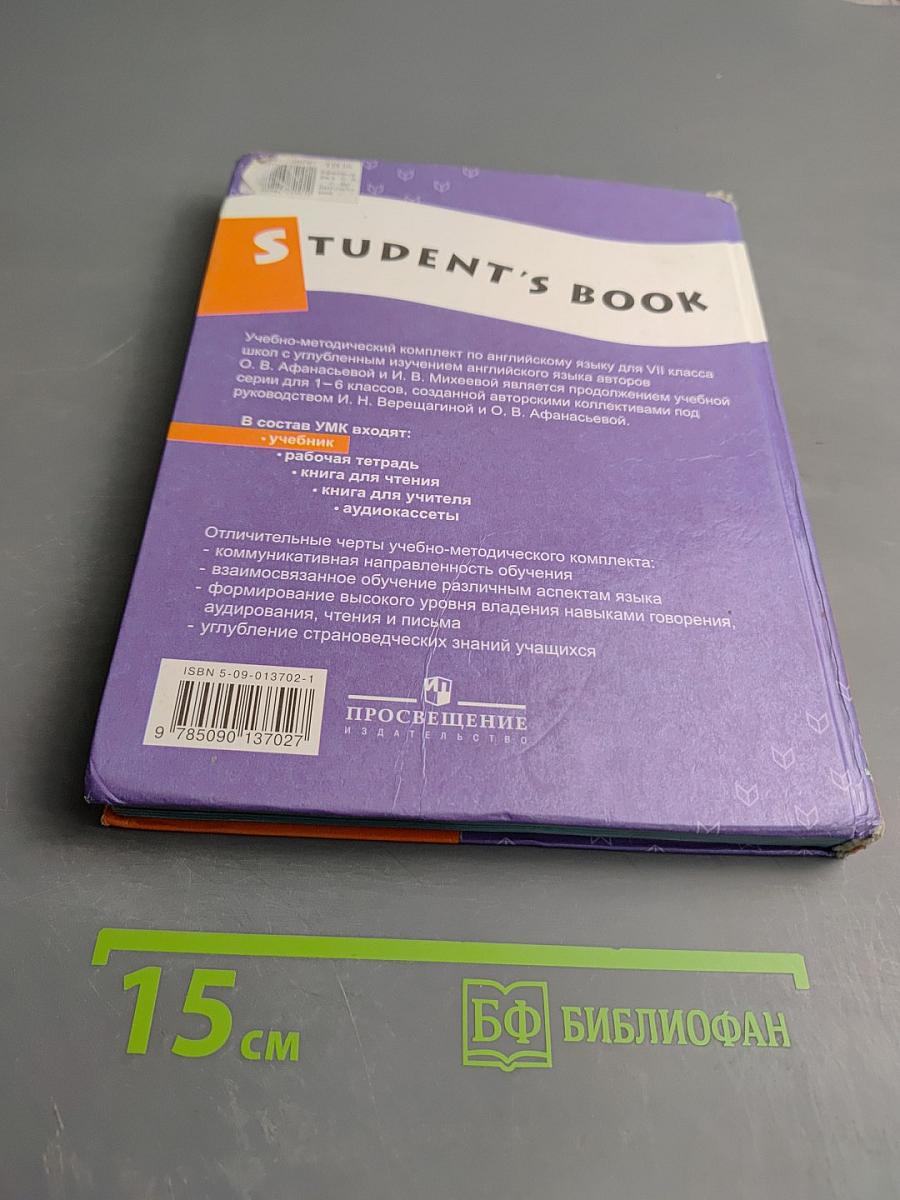 STUDENT'S BOOK
Учебно-методический комплект по английскому языку для VII класса
школ с углубленным изучением английского языка авторов
О. В. Афанасьевой и И. В. Михеевой является продолжением учебной
серии для 1–6 классов, созданной авторскими коллективами под
руководством И. Н. Верещагиной и О. В. Афанасьевой.
В состав УМК входят:
• учебник
• рабочая тетрадь
• книга для чтения
• книга для учителя
• аудиокассеты
Отличительные черты учебно-методического комплекта:
- коммуникативная направленность обучения
- взаимосвязанное обучение различным аспектам языка
- формирование высокого уровня владения навыками говорения,
аудирования, чтения и письма
- углубление страноведческих знаний учащихся
ISBN 5-09-013702-1
9 785090 137027
ИП
ПРОСВЕЩЕНИЕ
ИЗДАТЕЛЬСТВО
15 см
БФ БИБЛИОФАН